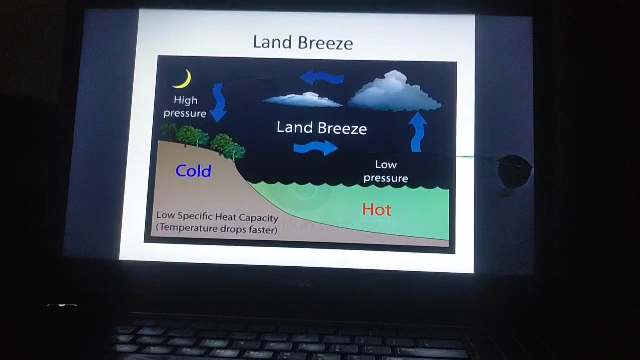 Land Breeze
High
pressure
Land Breeze
Low
pressure
Cold
Hot
Low Specific Heat Capacity
(Temperature drops faster)